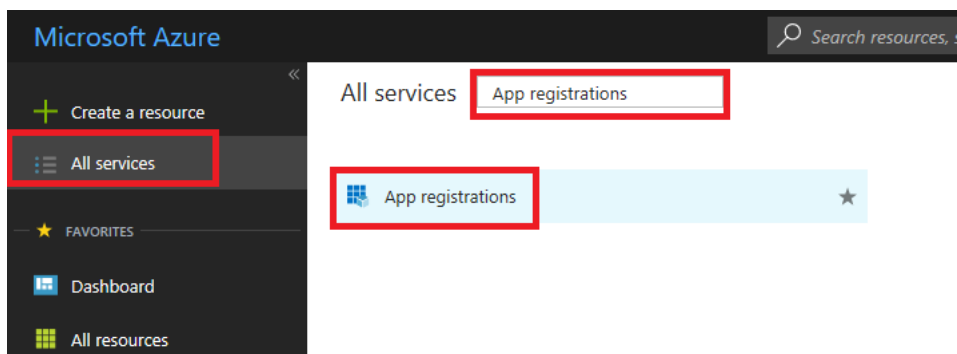 Microsoft Azure
Search resources,
«
Create a resource
All services
FAVORITES
Dashboard
All resources
All services
App registrations
App registrations